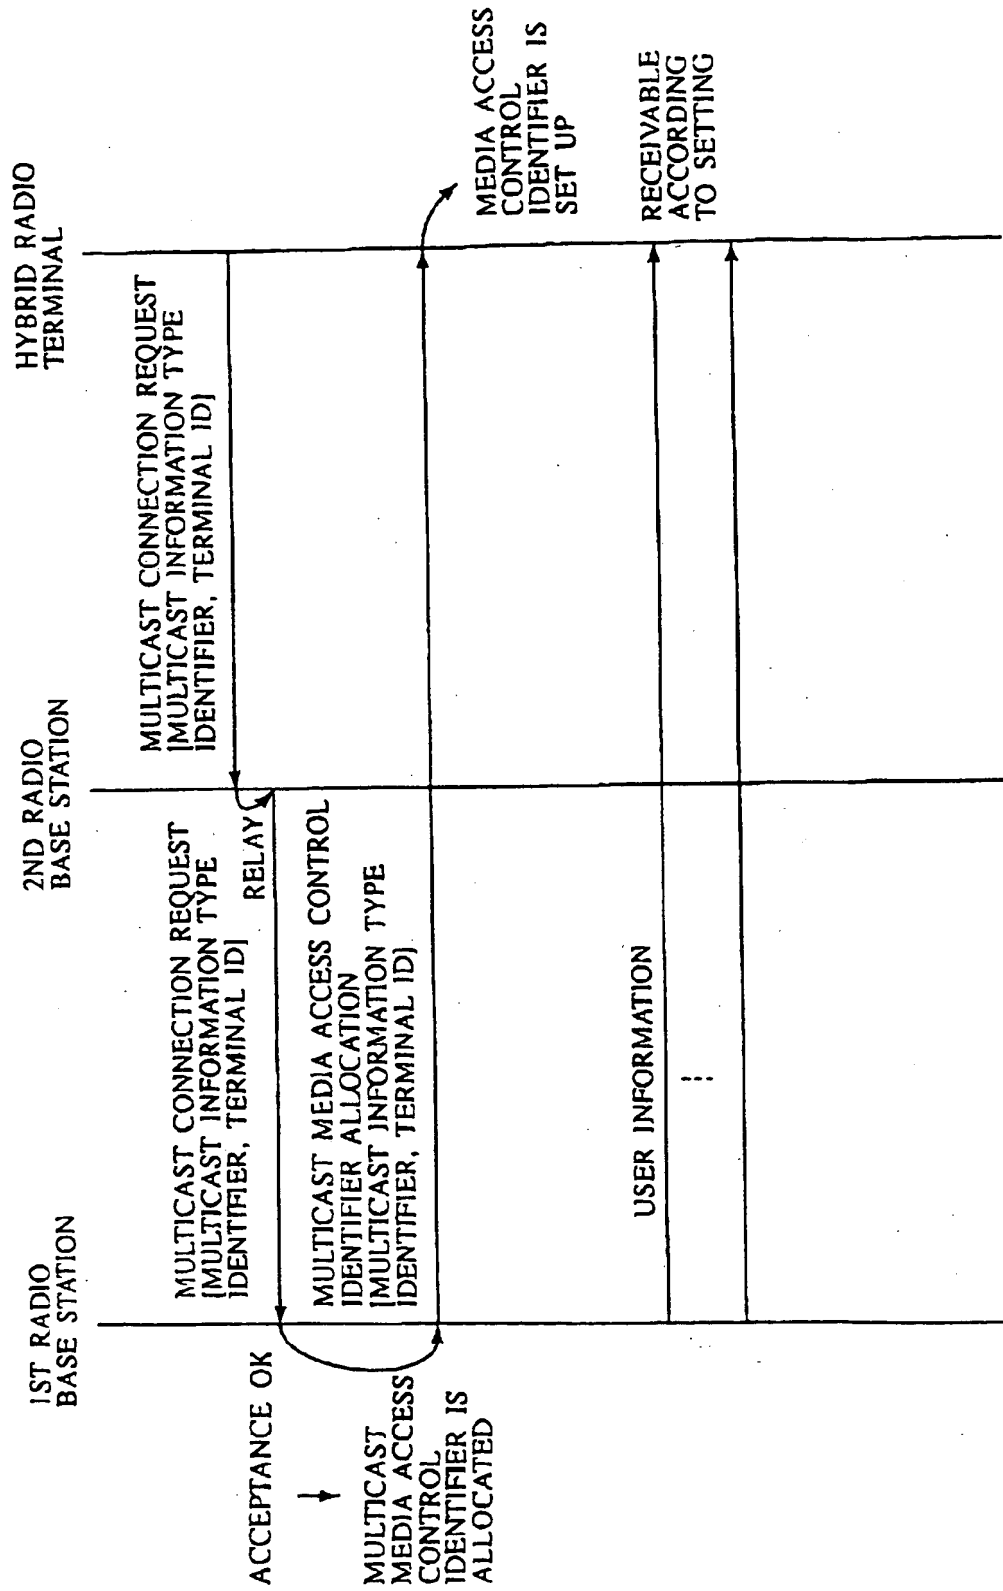 1ST RADIO
BASE STATION
2ND RADIO
BASE STATION
HYBRID RADIO
TERMINAL
MULTICAST CONNECTION REQUEST
[MULTICAST INFORMATION TYPE
IDENTIFIER, TERMINAL ID]
MULTICAST CONNECTION REQUEST
[MULTICAST INFORMATION TYPE
IDENTIFIER, TERMINAL ID]
RELAY
ACCEPTANCE OK
MULTICAST
MEDIA ACCESS
CONTROL
IDENTIFIER IS
ALLOCATED
MULTICAST MEDIA ACCESS CONTROL
IDENTIFIER ALLOCATION
[MULTICAST INFORMATION TYPE
IDENTIFIER, TERMINAL ID]
MEDIA ACCESS
CONTROL
IDENTIFIER IS
SET UP
USER INFORMATION
RECEIVABLE
ACCORDING
TO SETTING